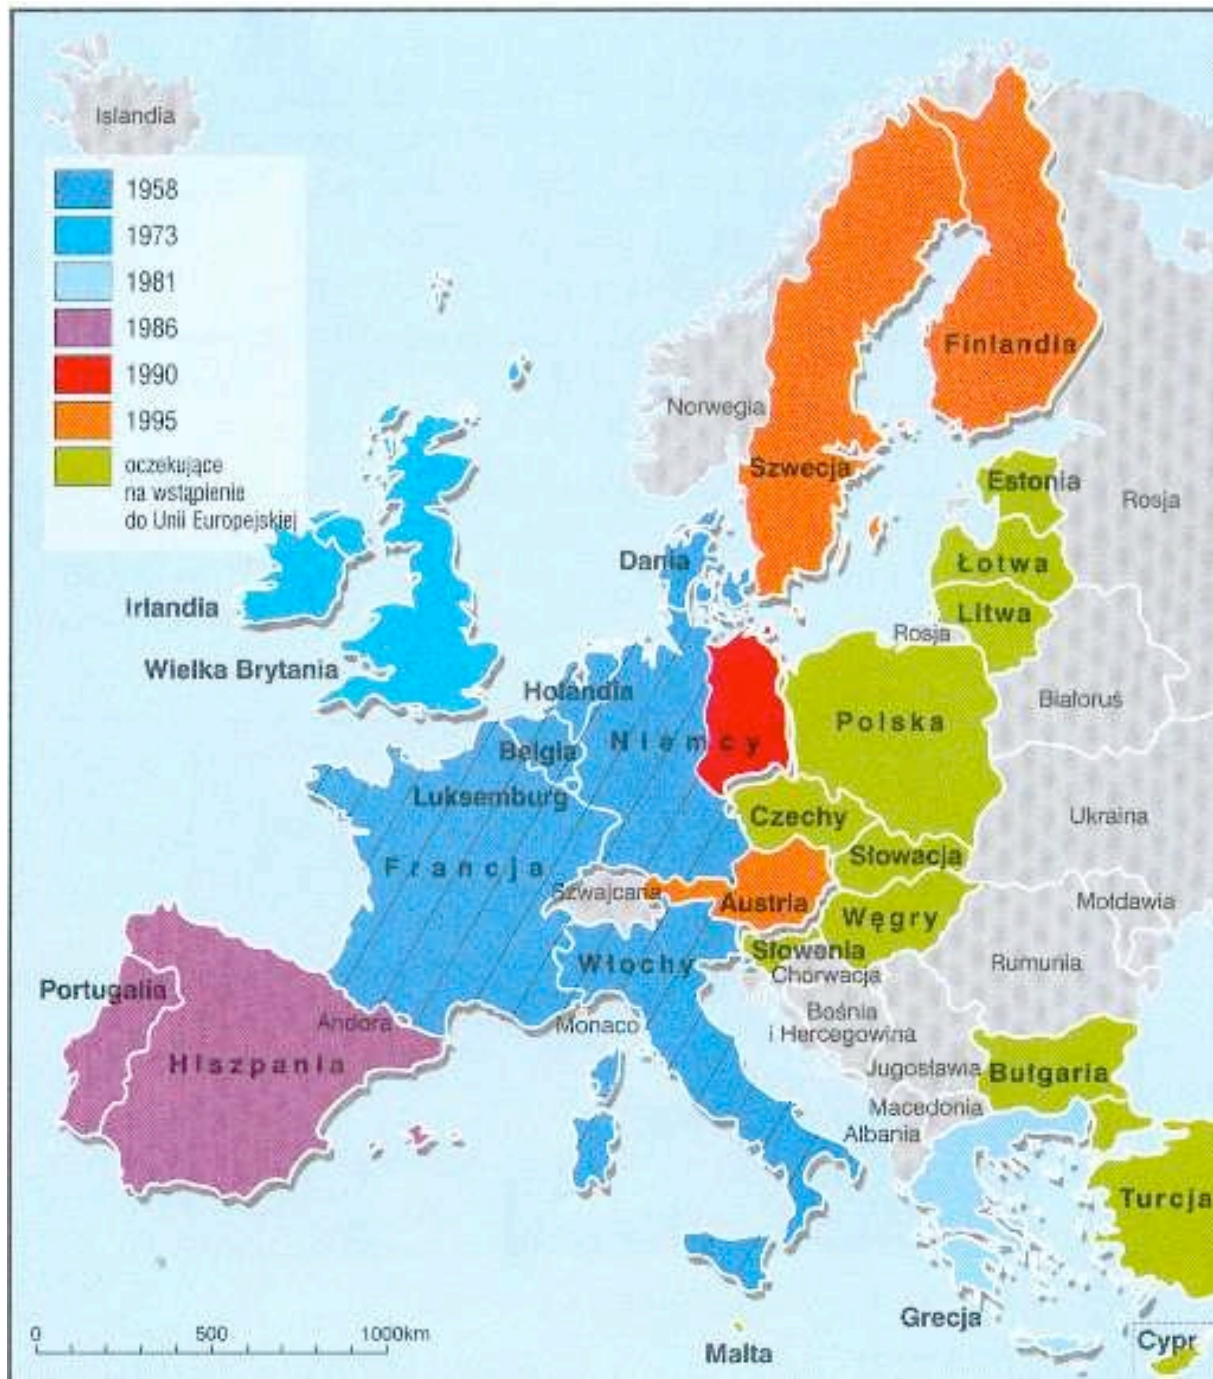 Islandia
1958
1973
1981
1986
1990
1995
oczekujące
na wstąpienie
do Unii Europejskiej
Finlandia
Norwegia
Szwecja
Estonia
Rosja
Łotwa
Litwa
Dania
Irlandia
Rosja
Wielka Brytania
Holandia
Białoruś
Polska
Niemcy
Belgia
Luksemburg
Czechy
Ukraina
Francja
Słowacja
Szwajcaria
Austria
Węgry
Mołdawia
Włochy
Słowenia
Chorwacja
Rumunia
Portugalia
Andora
Monaco
Bośnia
i Hercegowina
Hiszpania
Jugosławia
Bułgaria
Macedonia
Albania
Turcja
Grecja
0 500 1000km
Malta
Cypr